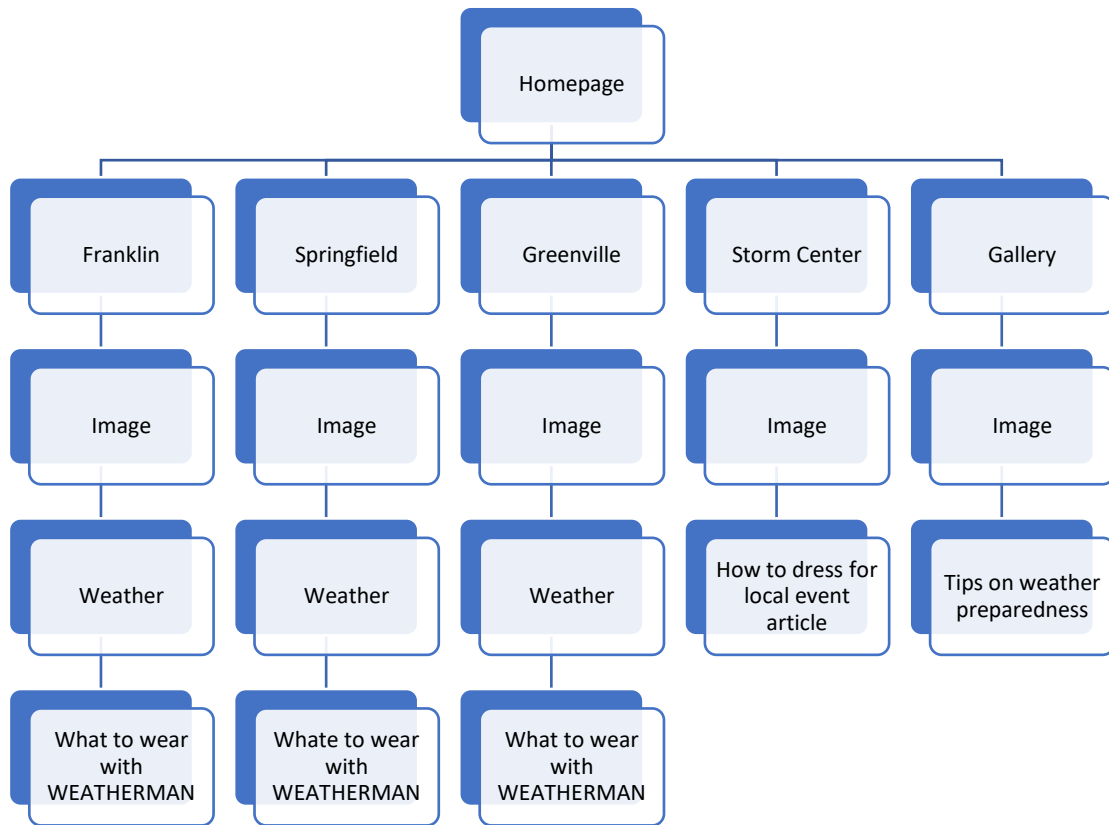 Homepage
Franklin
Springfield
Greenville
Storm Center
Gallery
Image
Image
Image
Image
Image
Weather
Weather
Weather
How to dress for
local event
article
Tips on weather
preparedness
What to wear
with
WEATHERMAN
Whate to wear
with
WEATHERMAN
What to wear
with
WEATHERMAN